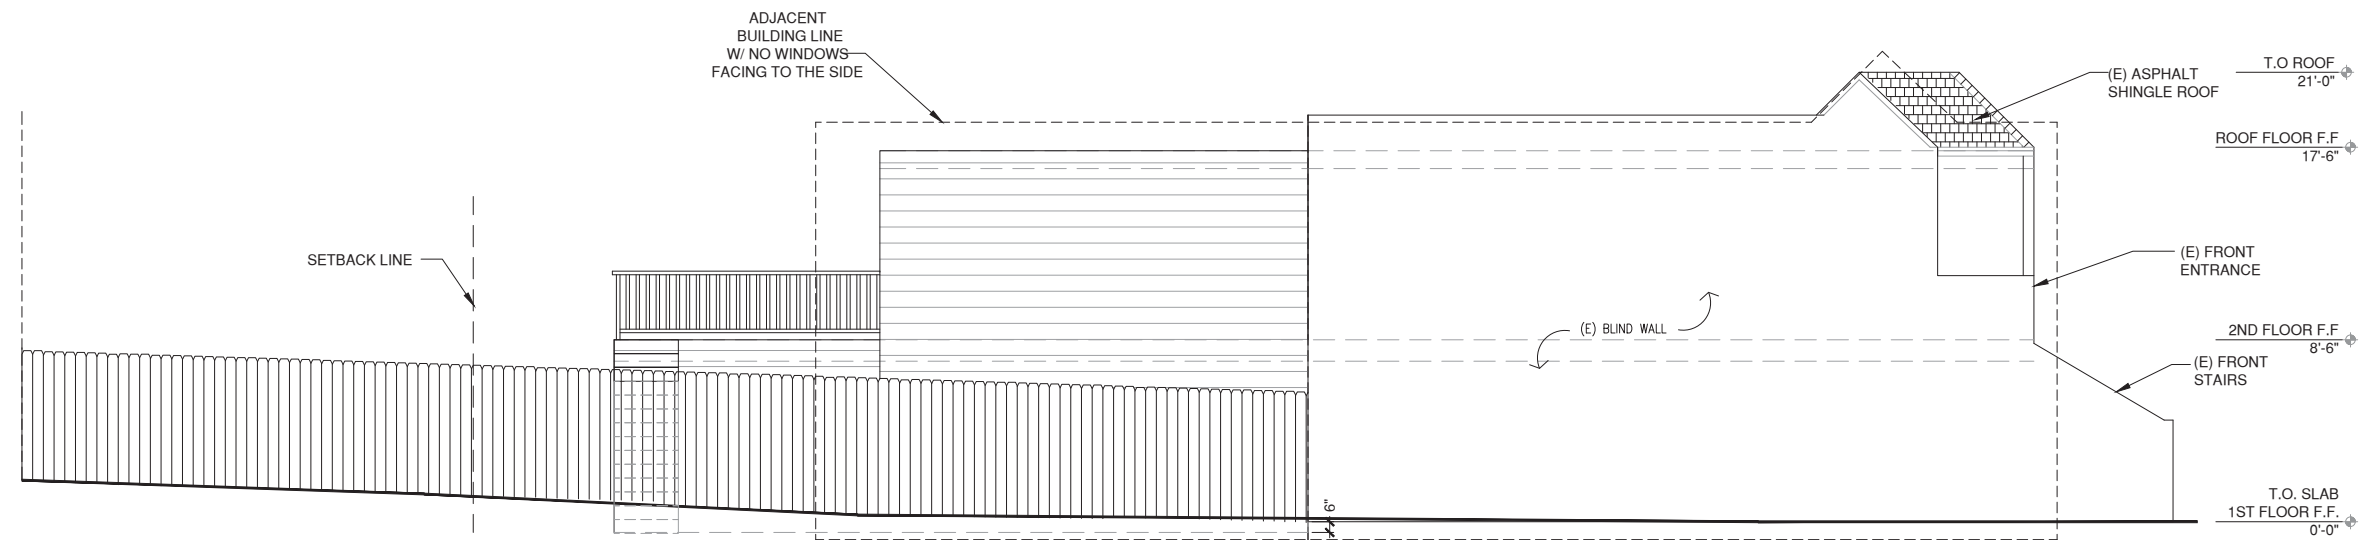 ADJACENT
BUILDING LINE
W/ NO WINDOWS
FACING TO THE SIDE
(E) ASPHALT
SHINGLE ROOF
T.O ROOF
21'-0"
ROOF FLOOR F.F
17'-6"
SETBACK LINE
(E) FRONT
ENTRANCE
(E) BLIND WALL
2ND FLOOR F.F
8'-6"
(E) FRONT
STAIRS
6"
T.O. SLAB
1ST FLOOR F.F.
0'-0"